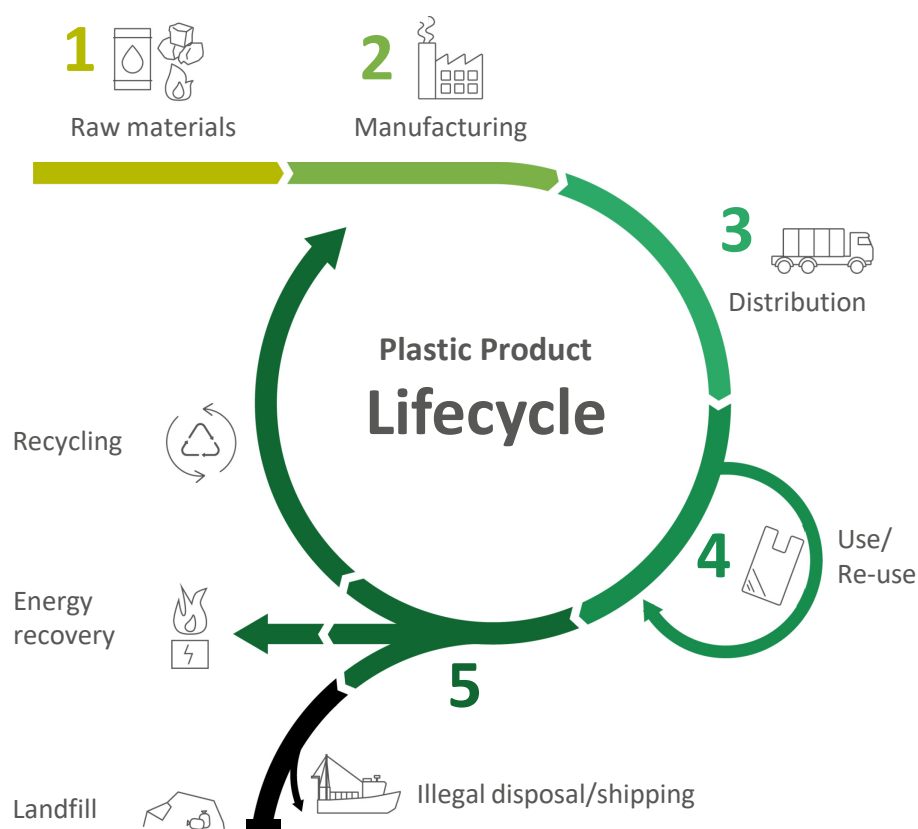 1
Raw materials
2
Manufacturing
3
Distribution
Plastic Product
Lifecycle
Recycling
4
Use/
Re-use
Energy
recovery
5
Illegal disposal/shipping
Landfill